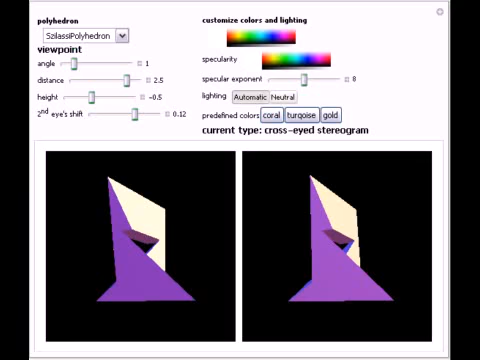 polyhedron
SzilassiPolyhedron
viewpoint
angle 1
distance 2.5
height -0.5
2nd eye's shift 0.12
customize colors and lighting
specularity
specular exponent 8
lighting Automatic Neutral
predefined colors coral turqoise gold
current type: cross-eyed stereogram